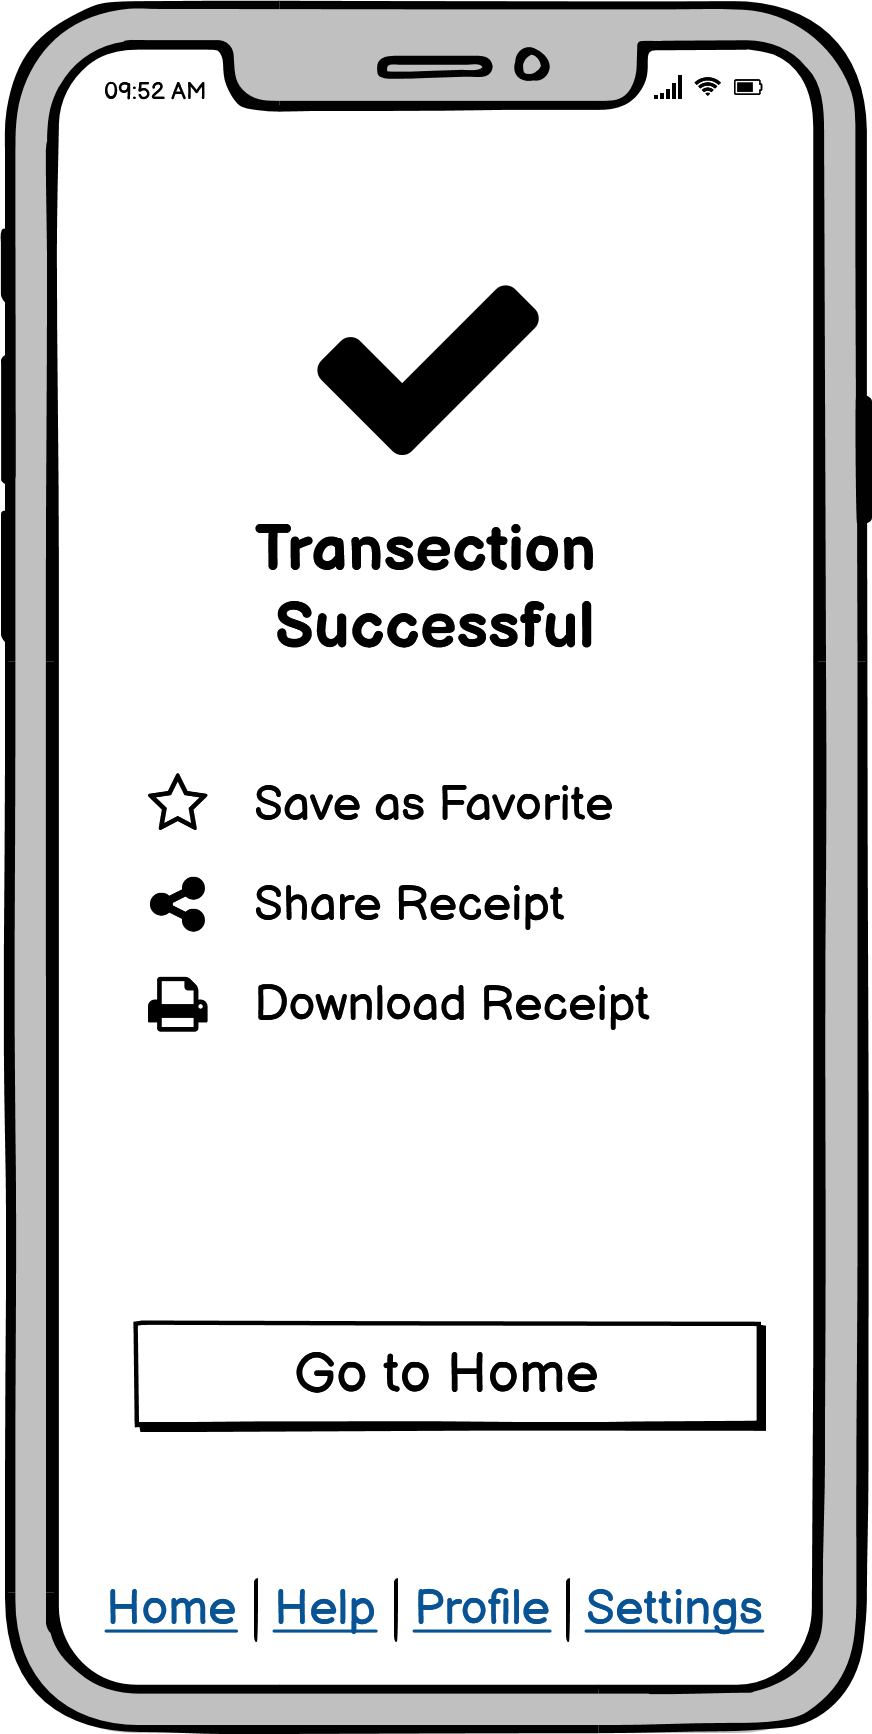 09:52 AM
Transection
Successful
Save as Favorite
Share Receipt
Download Receipt
Go to Home
Home | Help | Profile | Settings